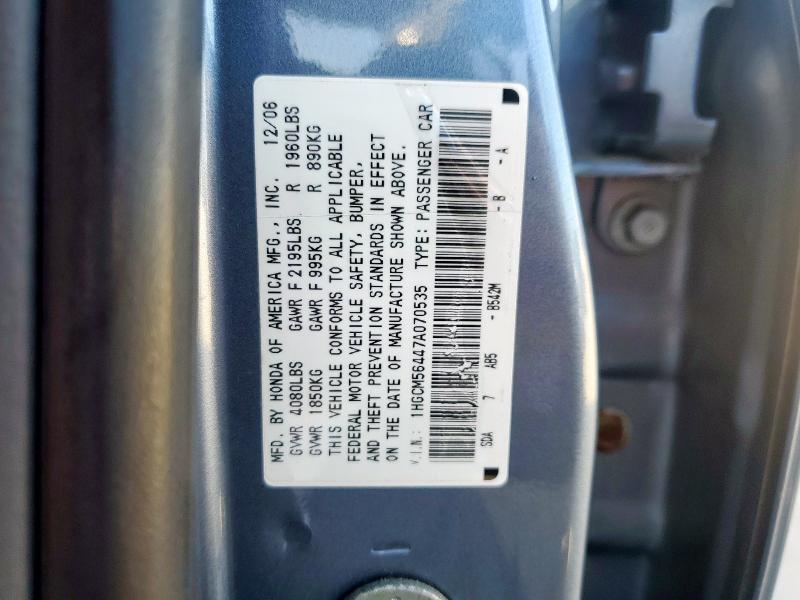 MFD. BY HONDA OF AMERICA MFG., INC. 12/06
GVWR 4080LBS GAWR F 2195LBS R 1960LBS
GVWR 1850KG GAWR F 995KG R 890KG
THIS VEHICLE CONFORMS TO ALL APPLICABLE
FEDERAL MOTOR VEHICLE SAFETY, BUMPER,
AND THEFT PREVENTION STANDARDS IN EFFECT
ON THE DATE OF MANUFACTURE SHOWN ABOVE.
V.I.N.: 1HGCM56447A070535 TYPE: PASSENGER CAR
SDA 7 AB5 - B542M - B - A